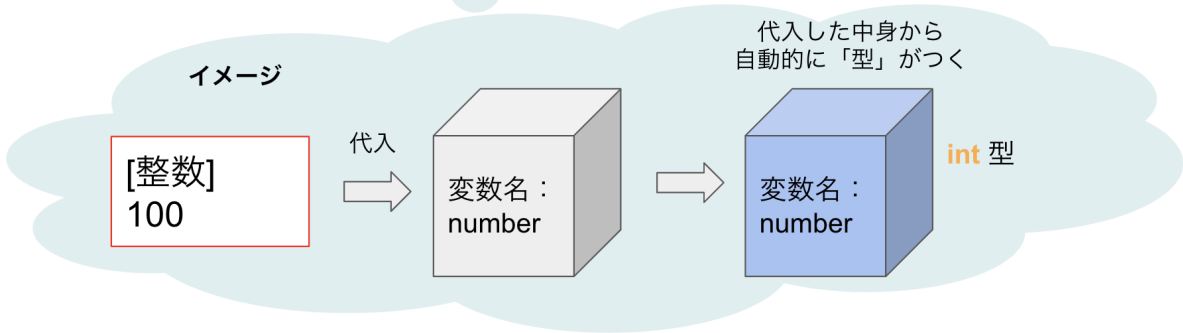 イメージ
[整数]
100
代入
変数名：
number
代入した中身から
自動的に「型」がつく
変数名：
number
int 型